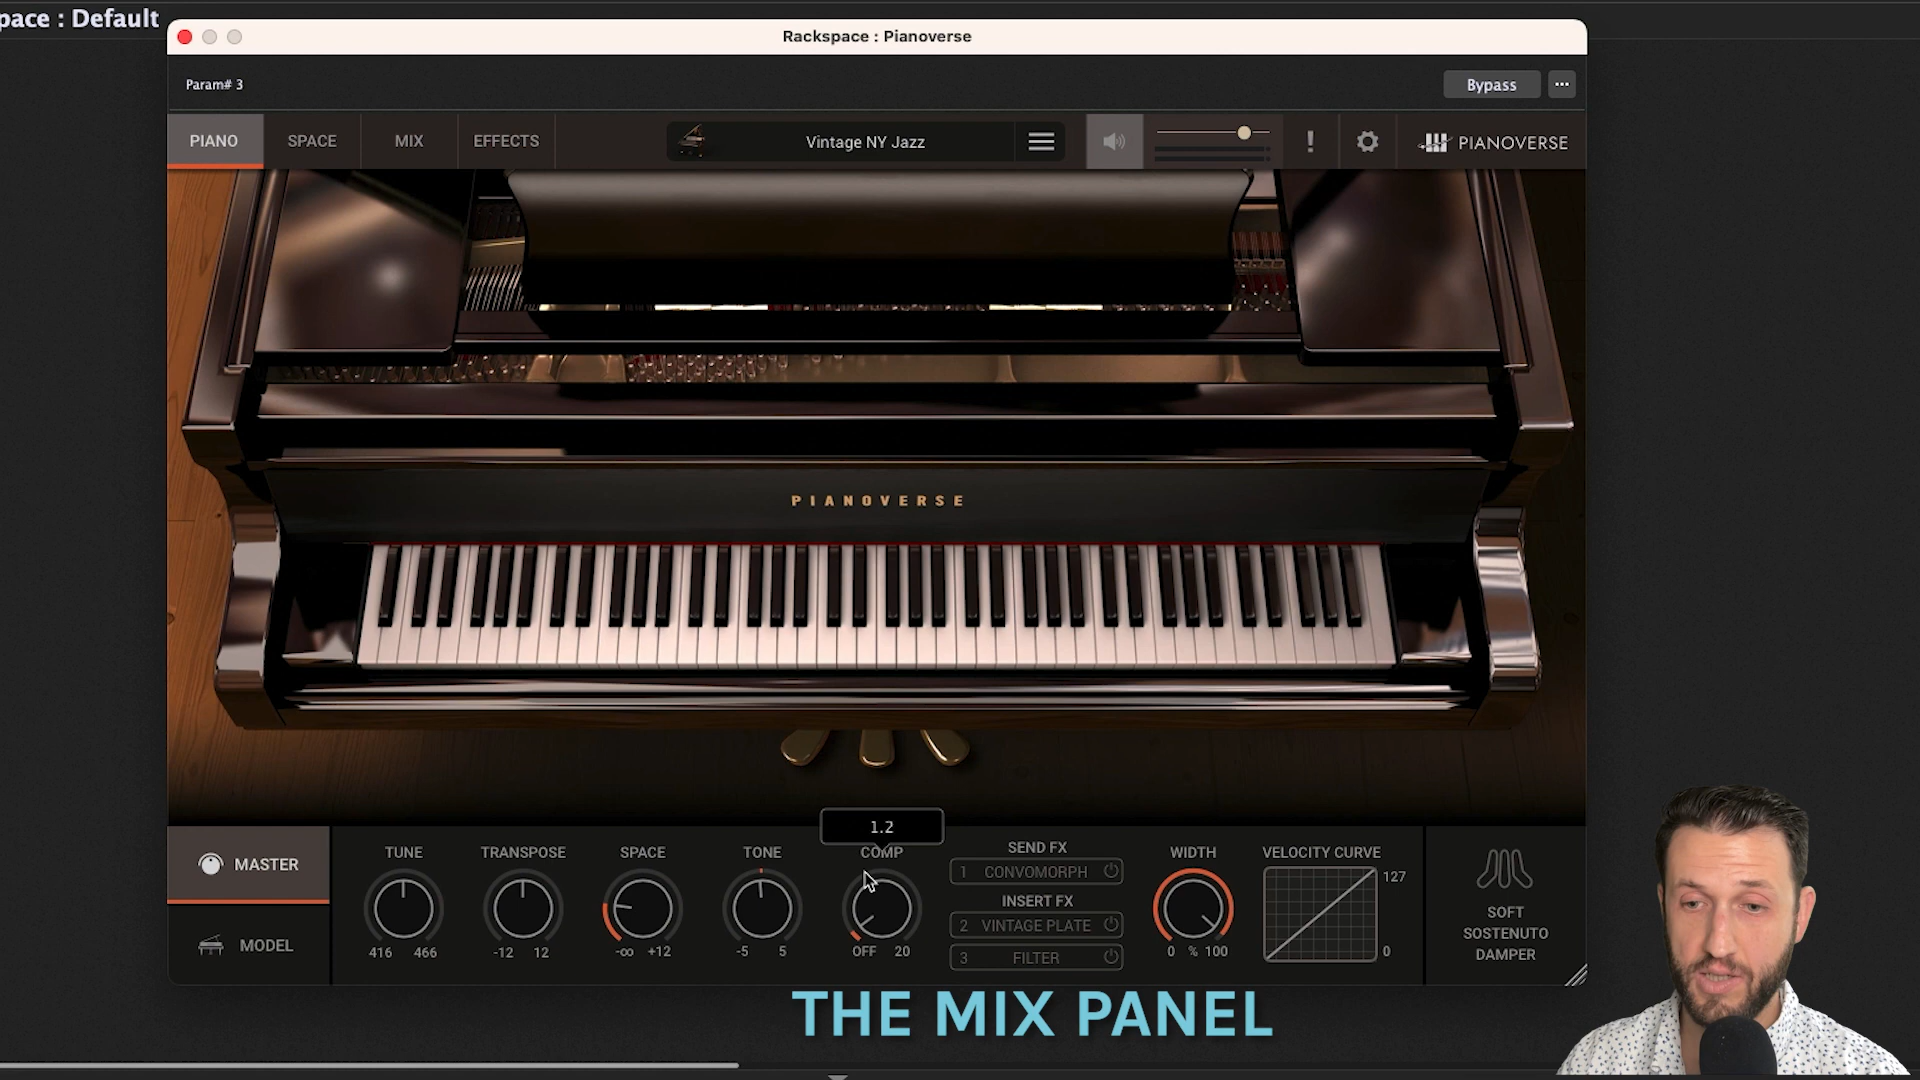 pace : Default
Rackspace : Pianoverse
Param# 3
Bypass
PIANO
SPACE
MIX
EFFECTS
Vintage NY Jazz
PIANOVERSE
PIANOVERSE
1.2
MASTER
MODEL
TUNE
416 466
TRANSPOSE
-12 12
SPACE
-∞ +12
TONE
-5 5
COMP
OFF 20
SEND FX
1 CONVOMORPH
INSERT FX
2 VINTAGE PLATE
3 FILTER
WIDTH
0 % 100
VELOCITY CURVE
127
0
SOFT
SOSTENUTO
DAMPER
THE MIX PANEL